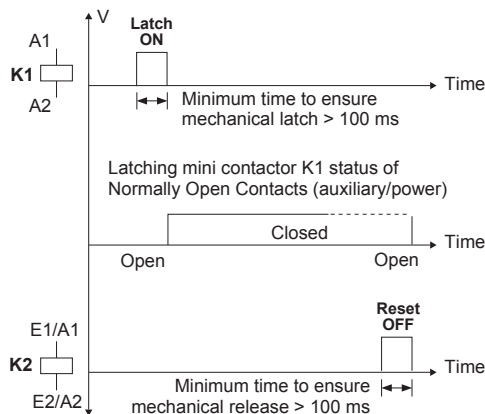 V
Latch
ON
A1
K1
A2
Time
Minimum time to ensure
mechanical latch > 100 ms
Latching mini contactor K1 status of
Normally Open Contacts (auxiliary/power)
Closed
Time
Open
Open
Reset
OFF
E1/A1
K2
E2/A2
Time
Minimum time to ensure
mechanical release > 100 ms